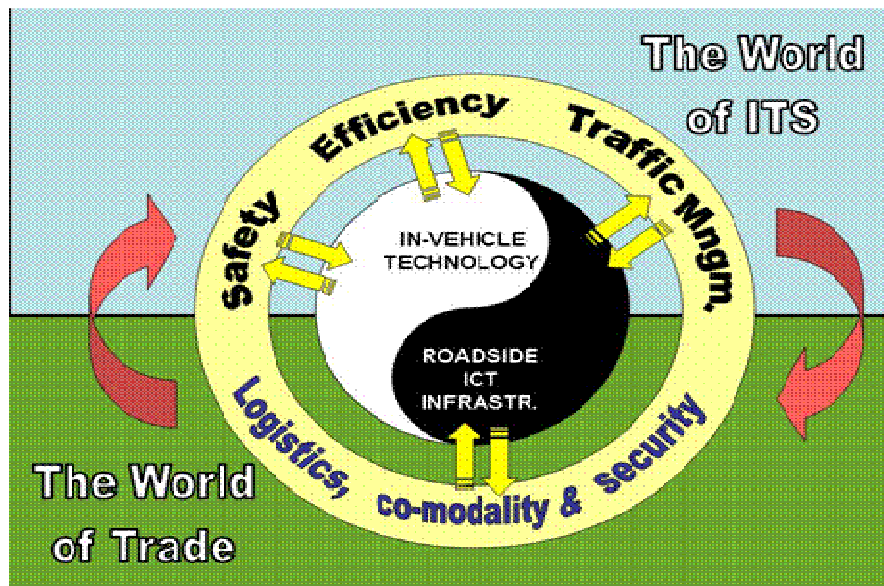 The World
of ITS
Safety Efficiency Traffic Mngm.
IN-VEHICLE
TECHNOLOGY
ROADSIDE
ICT
INFRASTR.
Logistics, co-modality & security
The World
of Trade